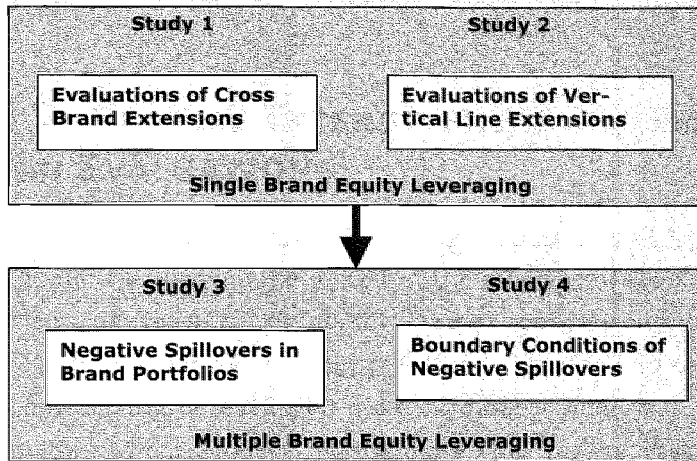 Study 1
Study 2
Evaluations of Cross
Brand Extensions
Evaluations of Ver-
tical Line Extensions
Single Brand Equity Leveraging
Study 3
Study 4
Negative Spillovers in
Brand Portfolios
Boundary Conditions of
Negative Spillovers
Multiple Brand Equity Leveraging